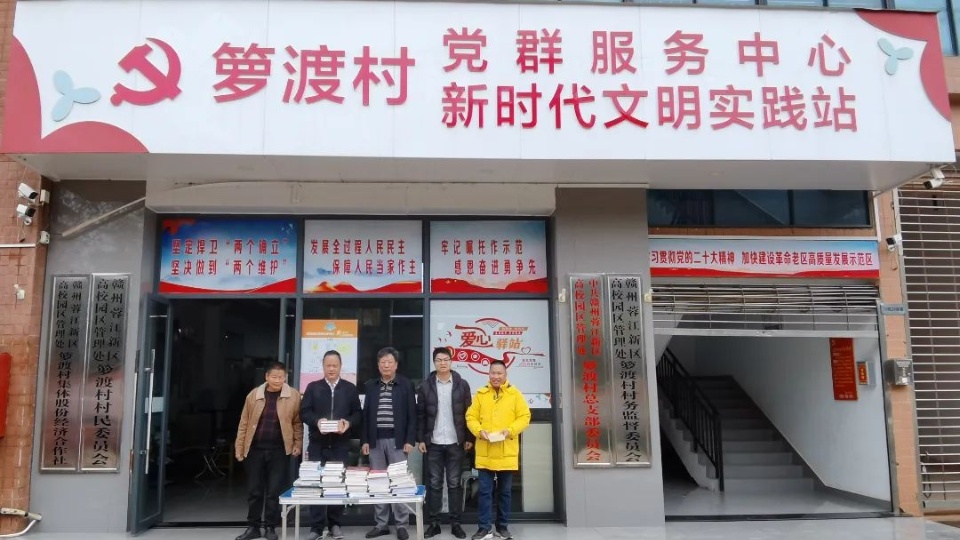 箩渡村
党群服务中心
新时代文明实践站
坚定捍卫“两个确立”
坚决做到“两个维护”
发展全过程人民民主
保障人民当家作主
牢记嘱托作示范
感恩奋进勇争先
习贯彻党的二十大精神 加快建设革命老区高质量发展示范区
赣州蓉江新区
高校园区管理处
箩渡村集体股份经济合作社
赣州蓉江新区
高校园区管理处
箩渡村村民委员会
中共赣州蓉江新区
高校园区管理处
箩渡村总支部委员会
赣州蓉江新区
高校园区管理处
箩渡村村务监督委员会
爱心
驿站